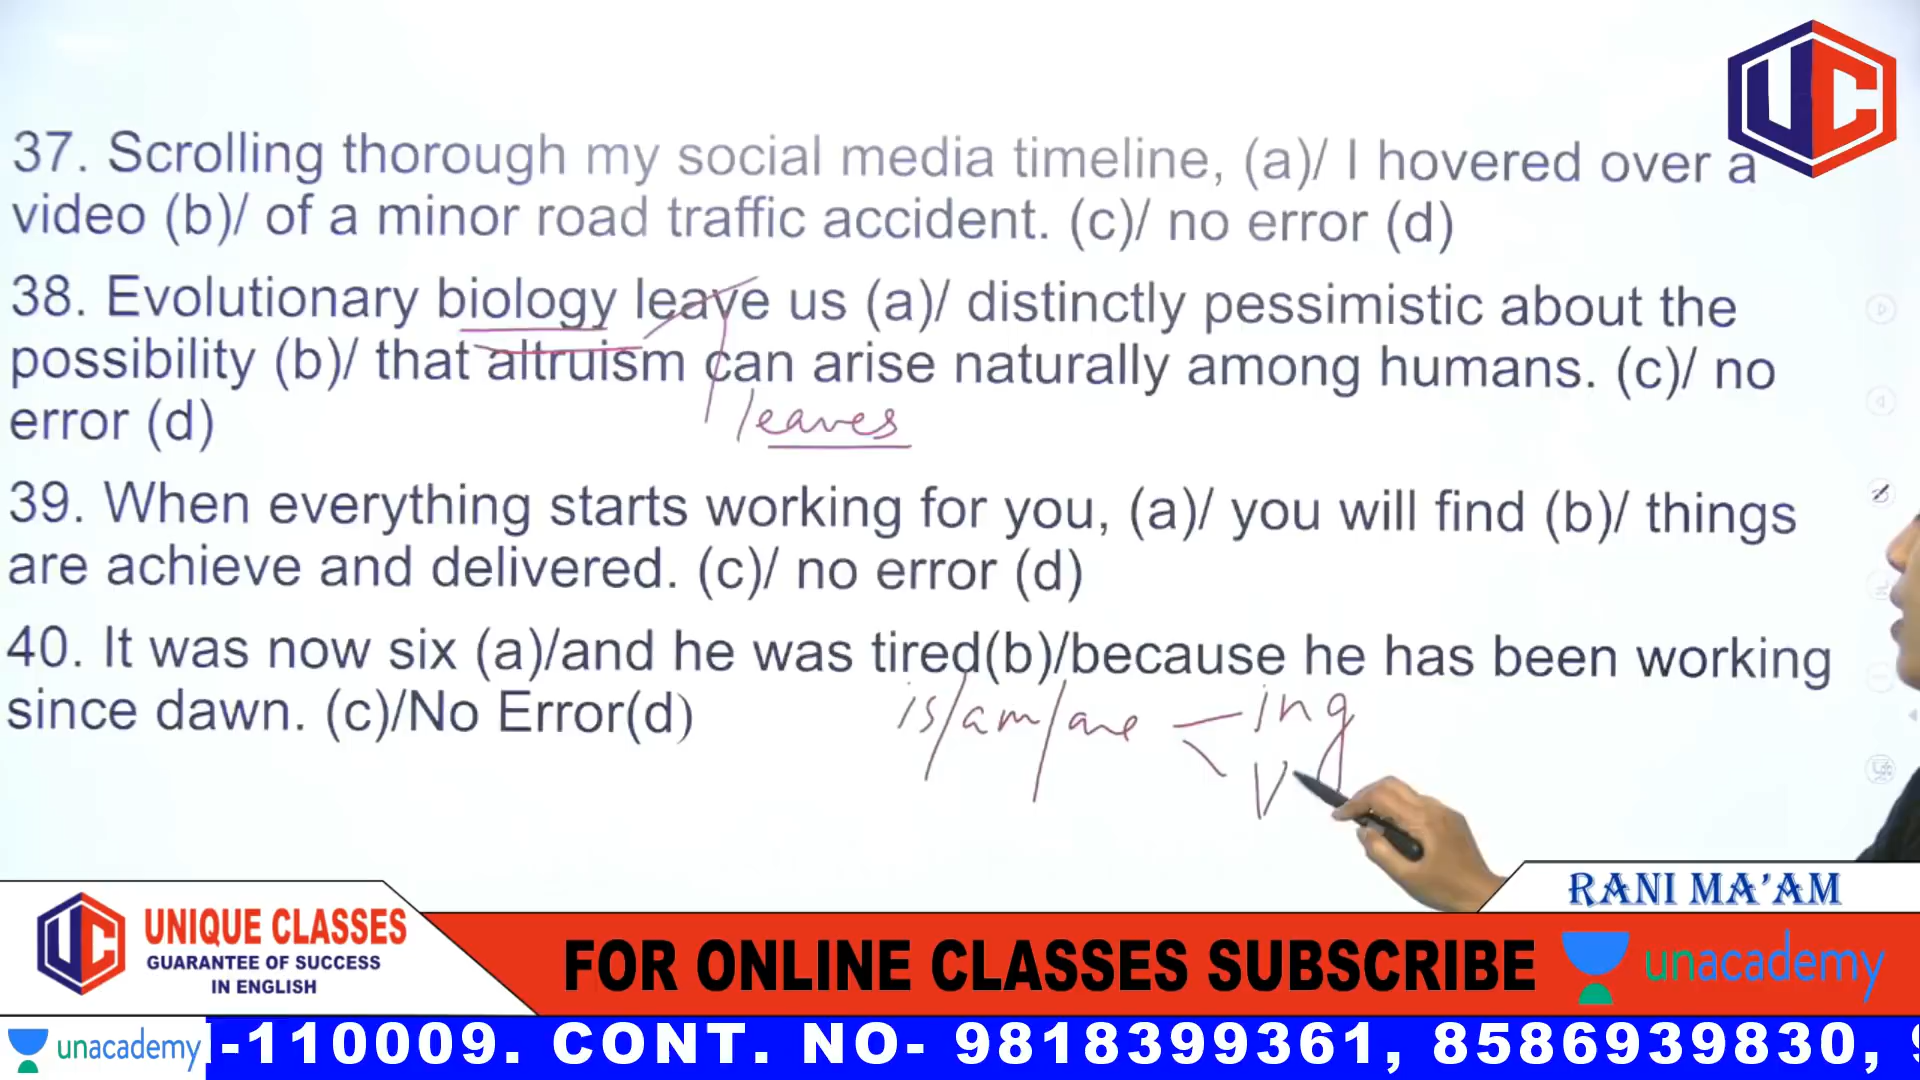 UC
37. Scrolling thorough my social media timeline, (a)/ I hovered over a
video (b)/ of a minor road traffic accident. (c)/ no error (d)
38. Evolutionary biology leave us (a)/ distinctly pessimistic about the
possibility (b)/ that altruism can arise naturally among humans. (c)/ no
error (d)
leaves
39. When everything starts working for you, (a)/ you will find (b)/ things
are achieve and delivered. (c)/ no error (d)
40. It was now six (a)/and he was tired(b)/because he has been working
since dawn. (c)/No Error(d)
is/am/are ing
V
RANI MA'AM
UC UNIQUE CLASSES
GUARANTEE OF SUCCESS
IN ENGLISH
FOR ONLINE CLASSES SUBSCRIBE
unacademy
unacademy
-110009. CONT. NO- 9818399361, 8586939830,